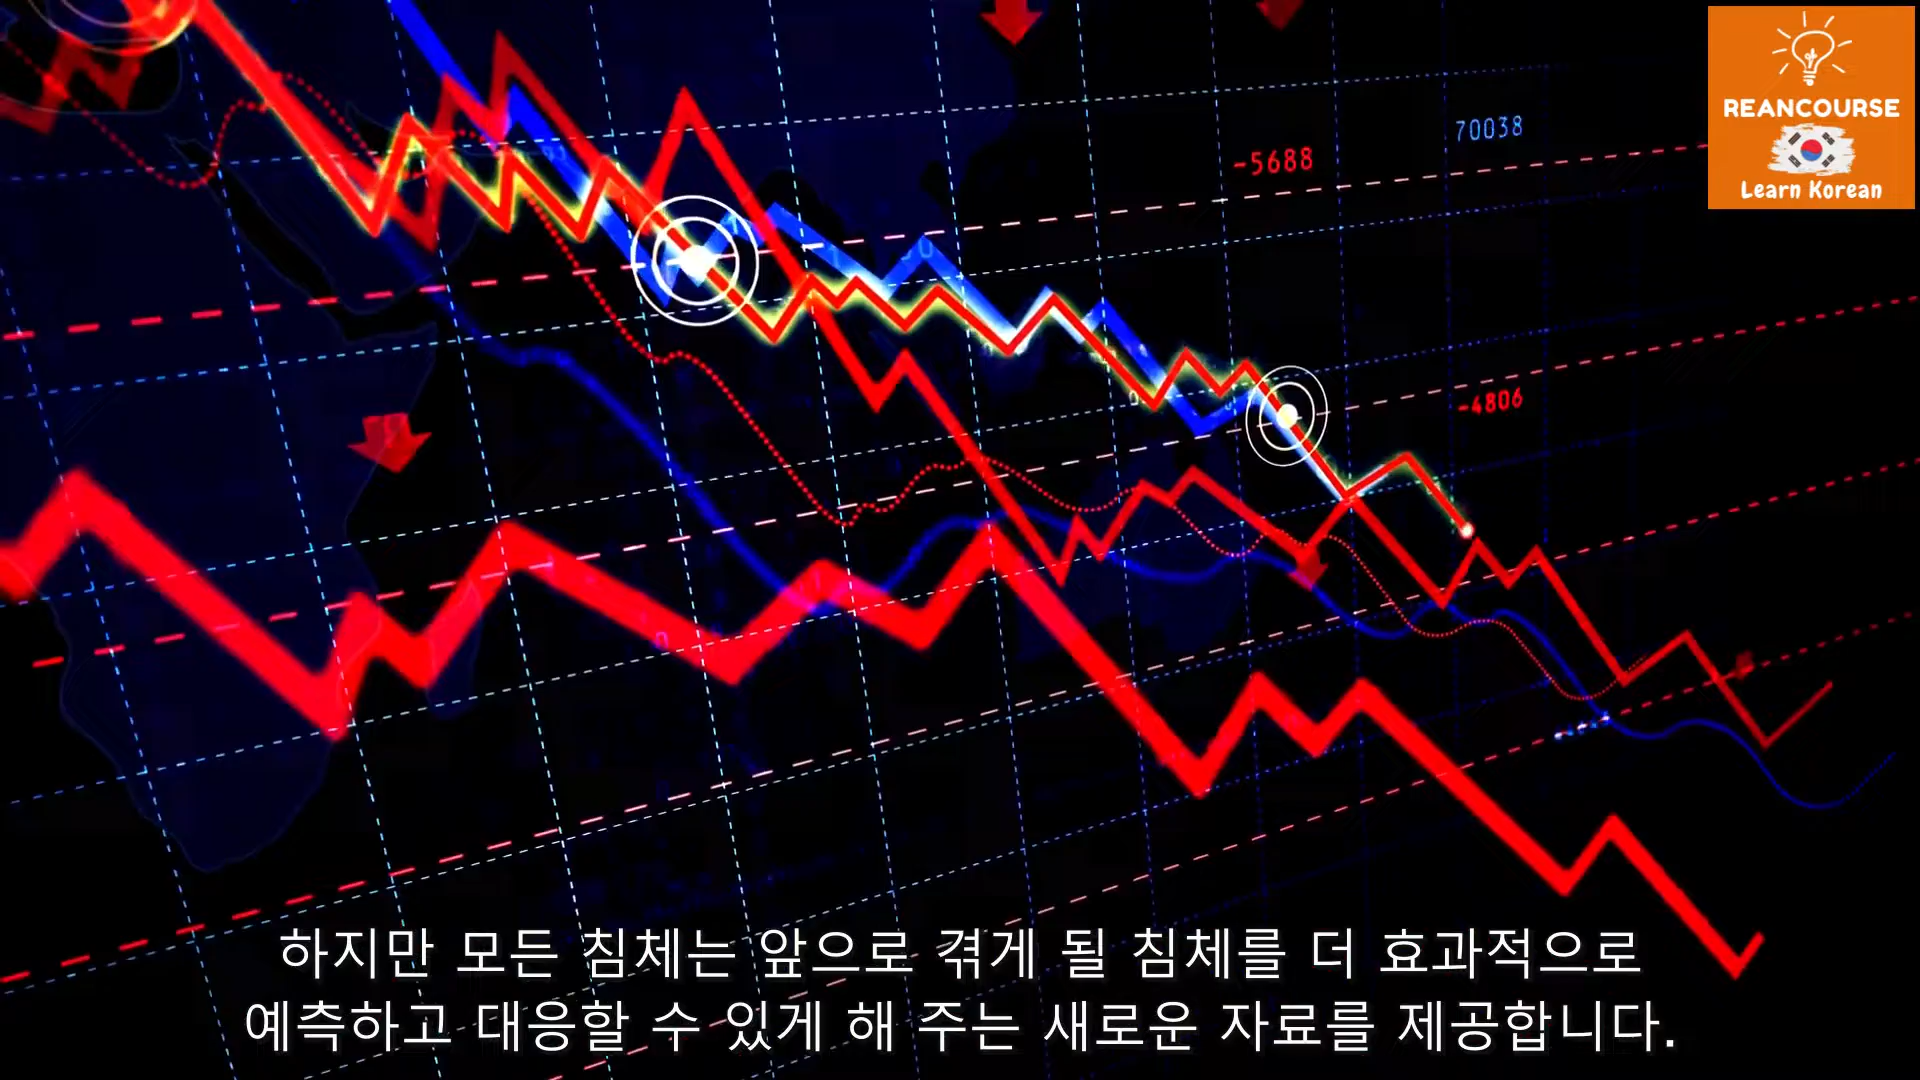 REANCOURSE
Learn Korean
70038
-5688
-4806
하지만 모든 침체는 앞으로 겪게 될 침체를 더 효과적으로
예측하고 대응할 수 있게 해 주는 새로운 자료를 제공합니다.